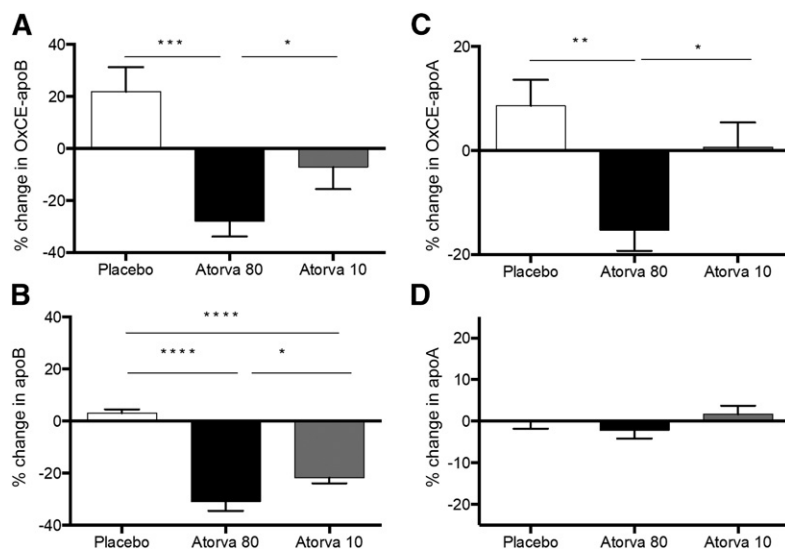 A
% change in OxCE-apoB
40
20
0
-20
-40
*** *
Placebo Atorva 80 Atorva 10
B
% change in apoB
40
20
0
-20
-40
****
**** *
Placebo Atorva 80 Atorva 10
C
% change in OxCE-apoA
20
0
-20
** *
Placebo Atorva 80 Atorva 10
D
% change in apoA
20
10
0
-10
-20
Placebo Atorva 80 Atorva 10